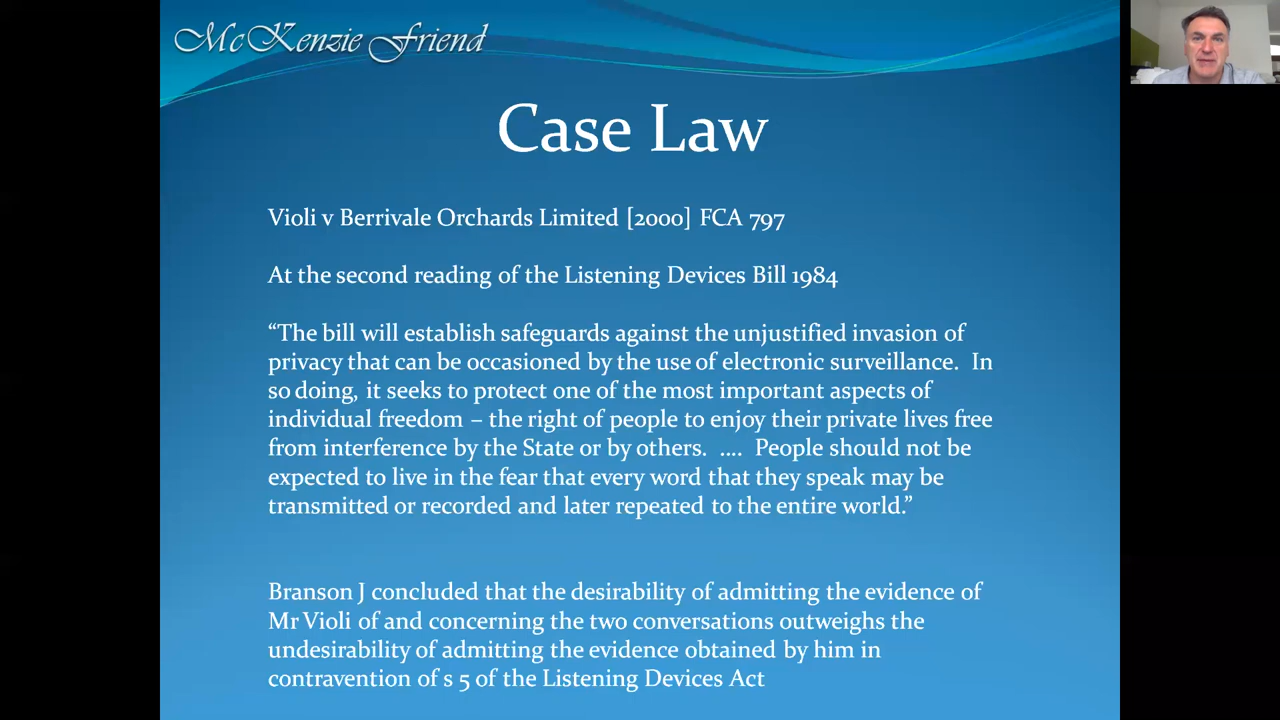 McKenzie Friend
Case Law
Violi v Berrivale Orchards Limited [2000] FCA 797
At the second reading of the Listening Devices Bill 1984
“The bill will establish safeguards against the unjustified invasion of
privacy that can be occasioned by the use of electronic surveillance.  In
so doing, it seeks to protect one of the most important aspects of
individual freedom – the right of people to enjoy their private lives free
from interference by the State or by others.  ....  People should not be
expected to live in the fear that every word that they speak may be
transmitted or recorded and later repeated to the entire world.”
Branson J concluded that the desirability of admitting the evidence of
Mr Violi of and concerning the two conversations outweighs the
undesirability of admitting the evidence obtained by him in
contravention of s 5 of the Listening Devices Act